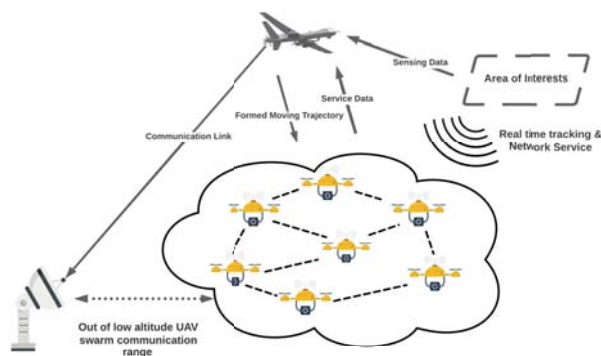 Sensing Data
Area of Interests
Service Data
Formed Moving Trajectory
Communication Link
Real time tracking &
Network Service
Out of low altitude UAV
swarm communication
range